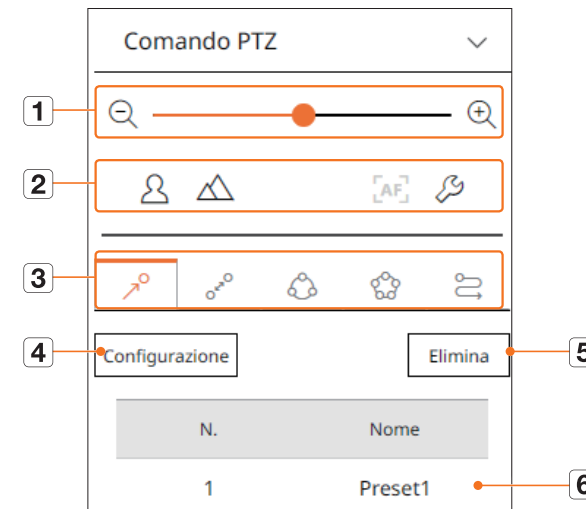 Comando PTZ
1
2
AF
3
4 Configurazione Elimina 5
N. Nome
1 Preset1 6